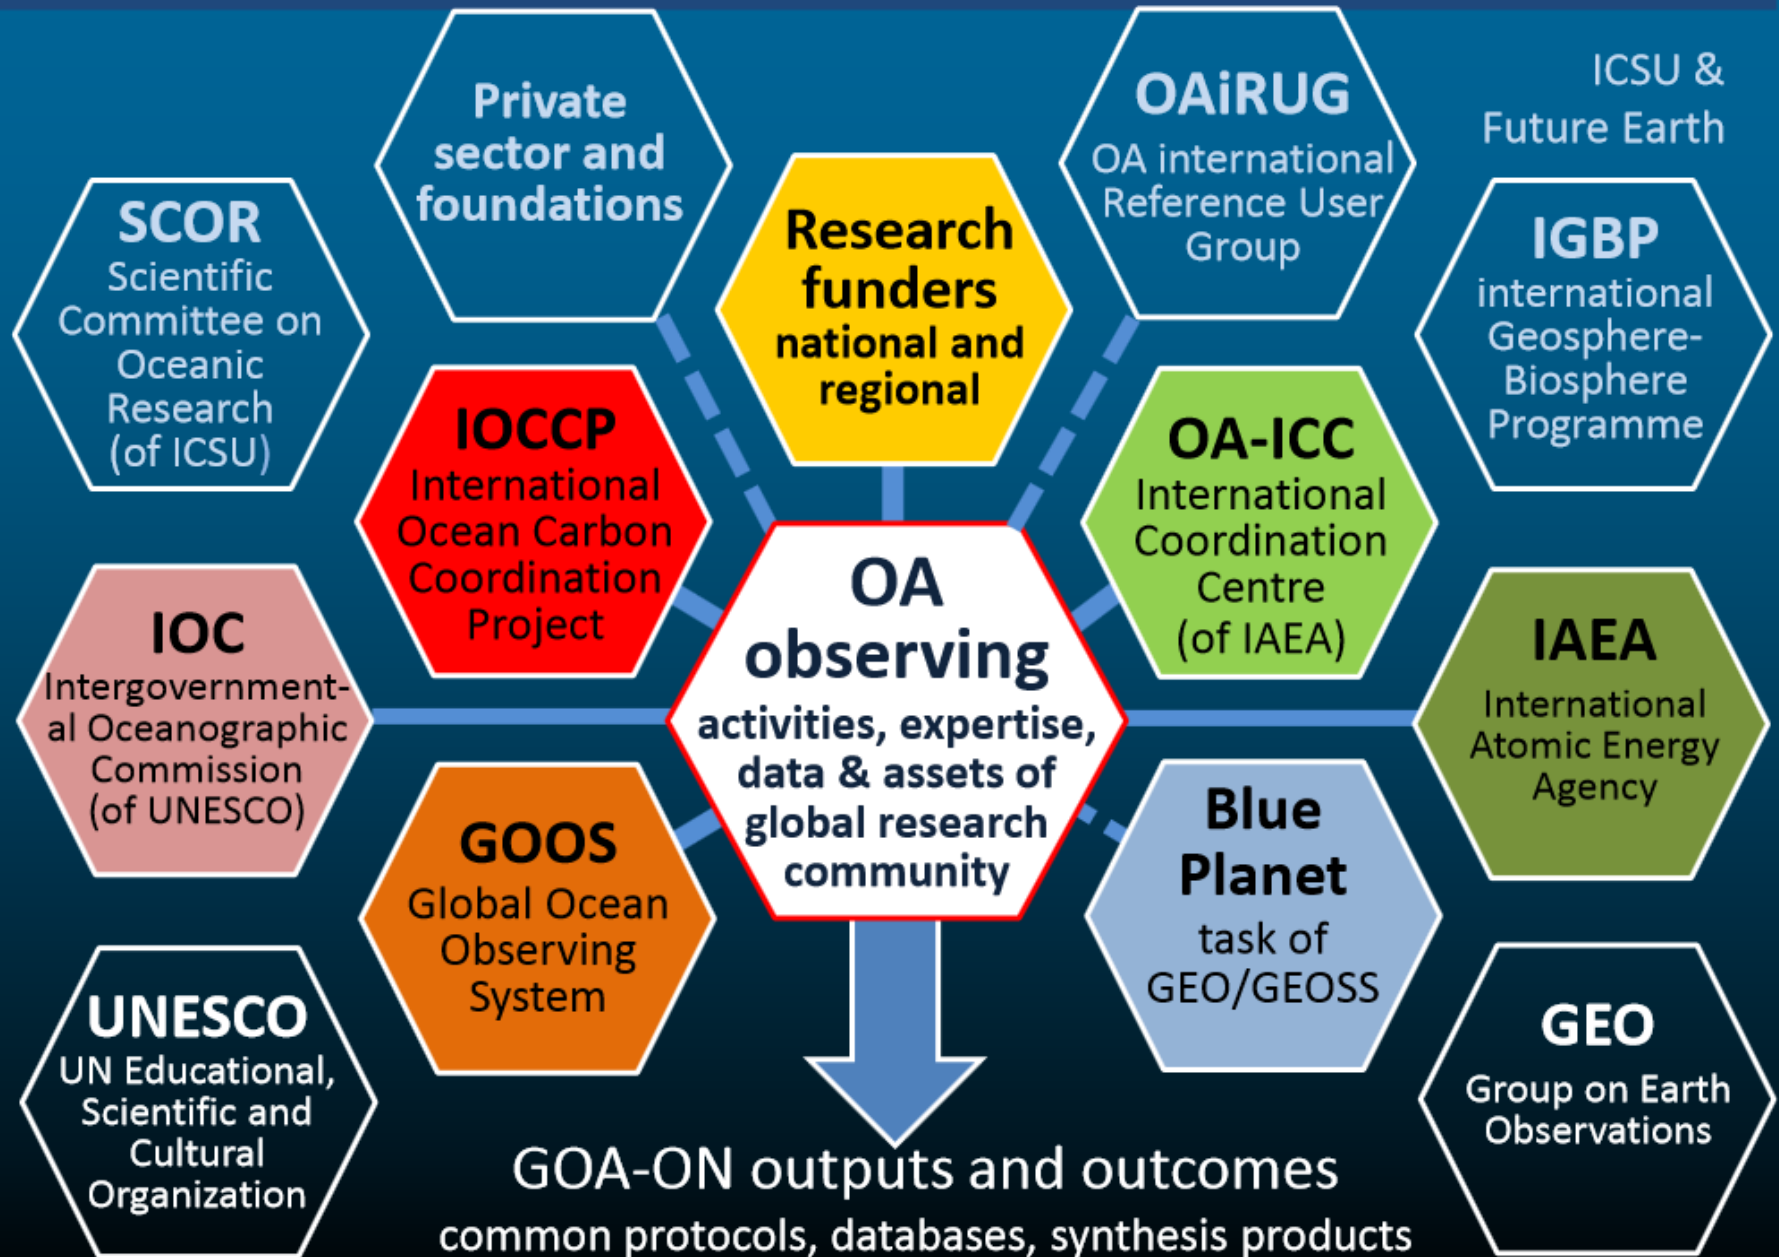 Private
sector and
foundations
OAiRUG
OA international
Reference User
Group
ICSU &
Future Earth
SCOR
Scientific
Committee on
Oceanic
Research
(of ICSU)
Research
funders
national and
regional
IGBP
international
Geosphere-
Biosphere
Programme
IOCCP
International
Ocean Carbon
Coordination
Project
OA-ICC
International
Coordination
Centre
(of IAEA)
IOC
Intergovernment-
al Oceanographic
Commission
(of UNESCO)
OA
observing
activities, expertise,
data & assets of
global research
community
IAEA
International
Atomic Energy
Agency
GOOS
Global Ocean
Observing
System
Blue
Planet
task of
GEO/GEOSS
UNESCO
UN Educational,
Scientific and
Cultural
Organization
GEO
Group on Earth
Observations
GOA-ON outputs and outcomes
common protocols, databases, synthesis products